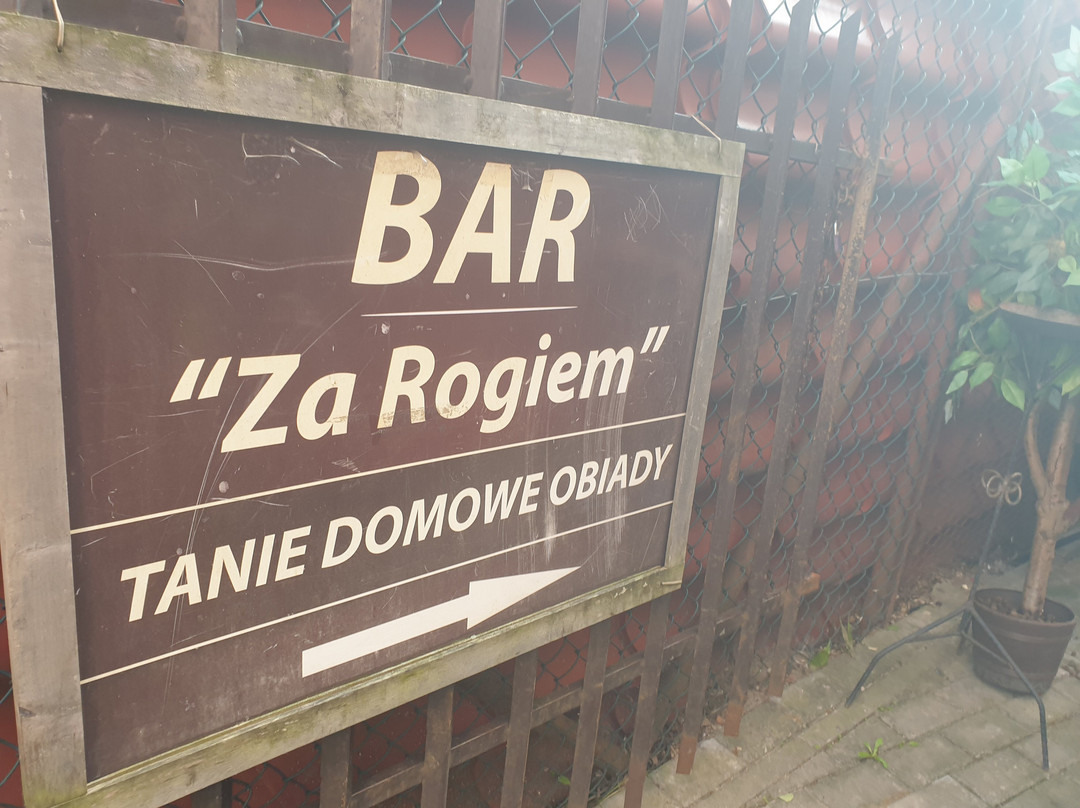 BAR
“Za Rogiem”
TANIE DOMOWE OBIADY